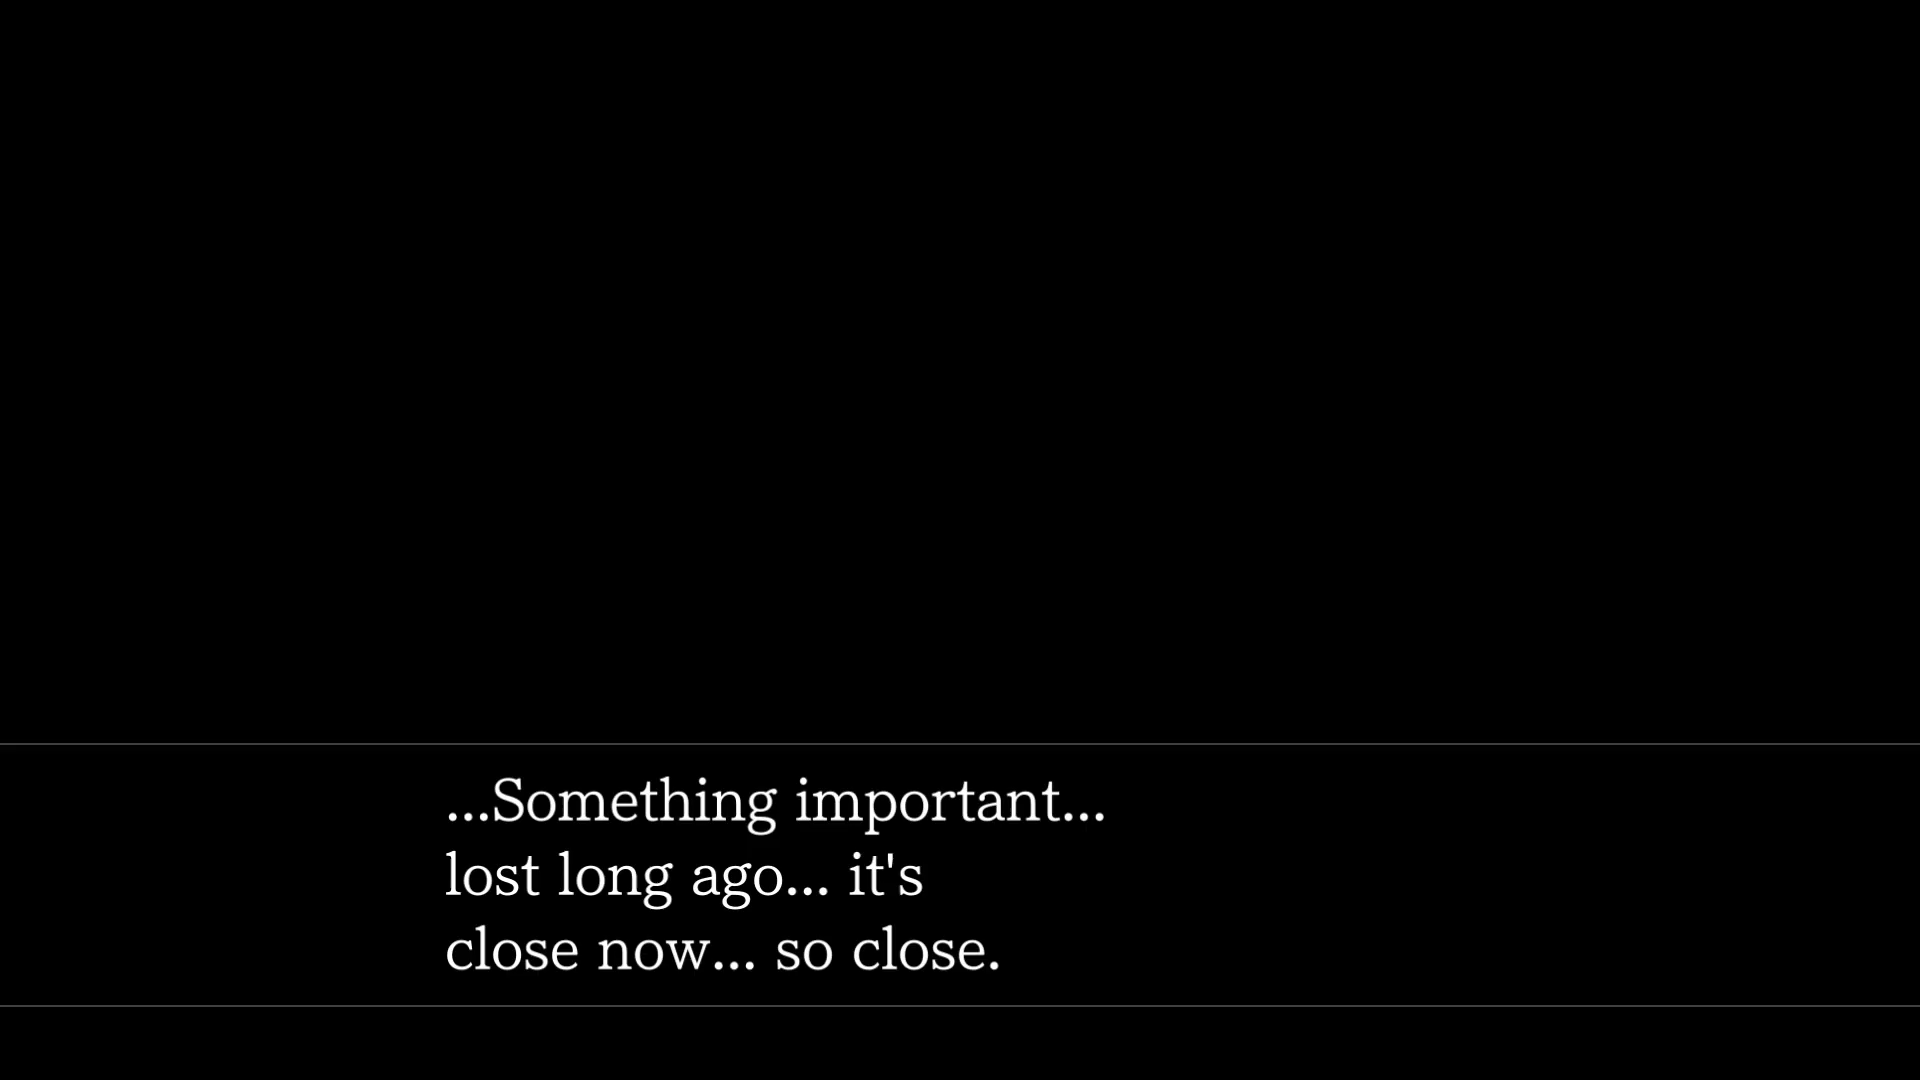 ...Something important...
lost long ago... it's
close now... so close.